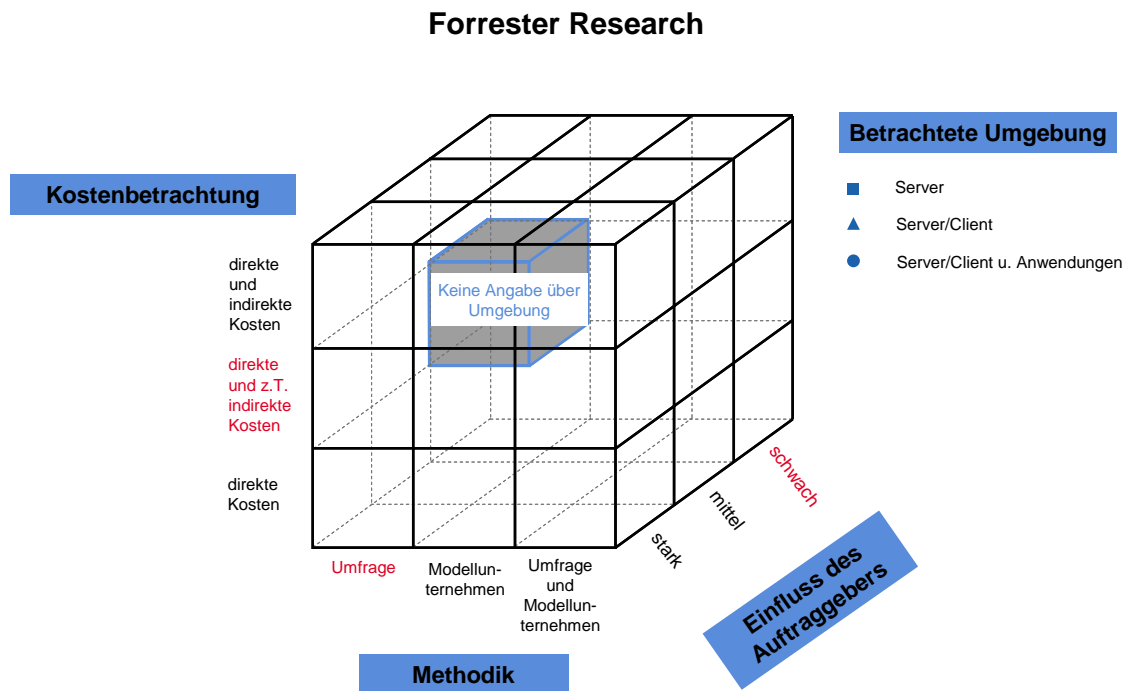 Forrester Research
Betrachtete Umgebung
Server
Server/Client
Server/Client u. Anwendungen
Kostenbetrachtung
direkte
und
indirekte
Kosten
direkte
und z.T.
indirekte
Kosten
direkte
Kosten
Keine Angabe über
Umgebung
Umfrage
Modellun-
ternehmen
Umfrage
und
Modellun-
ternehmen
stark
mittel
schwach
Einfluss des
Auftraggebers
Methodik